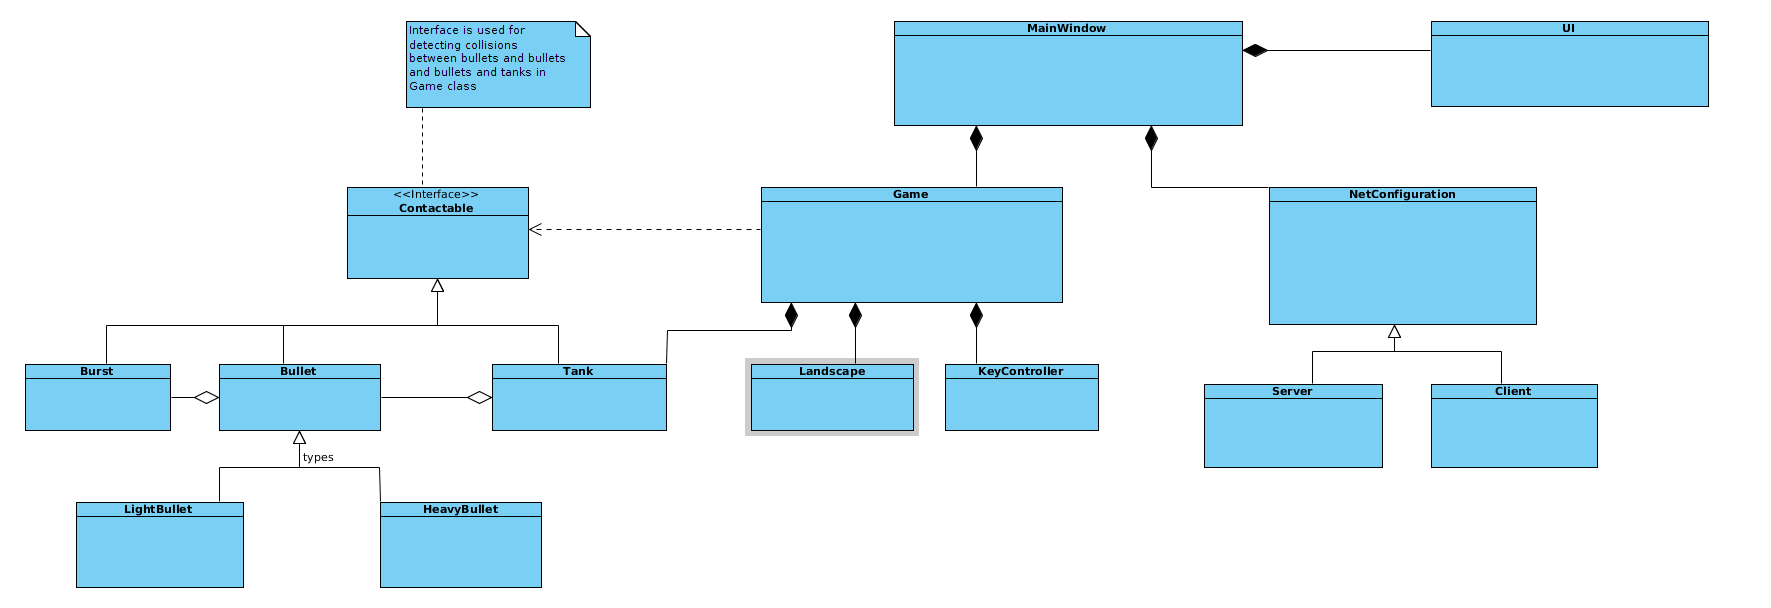 Interface is used for
detecting collisions
between bullets and bullets
and bullets and tanks in
Game class
MainWindow
UI
<<Interface>>
Contactable
Game
NetConfiguration
Burst
Bullet
Tank
Landscape
KeyController
Server
Client
types
LightBullet
HeavyBullet